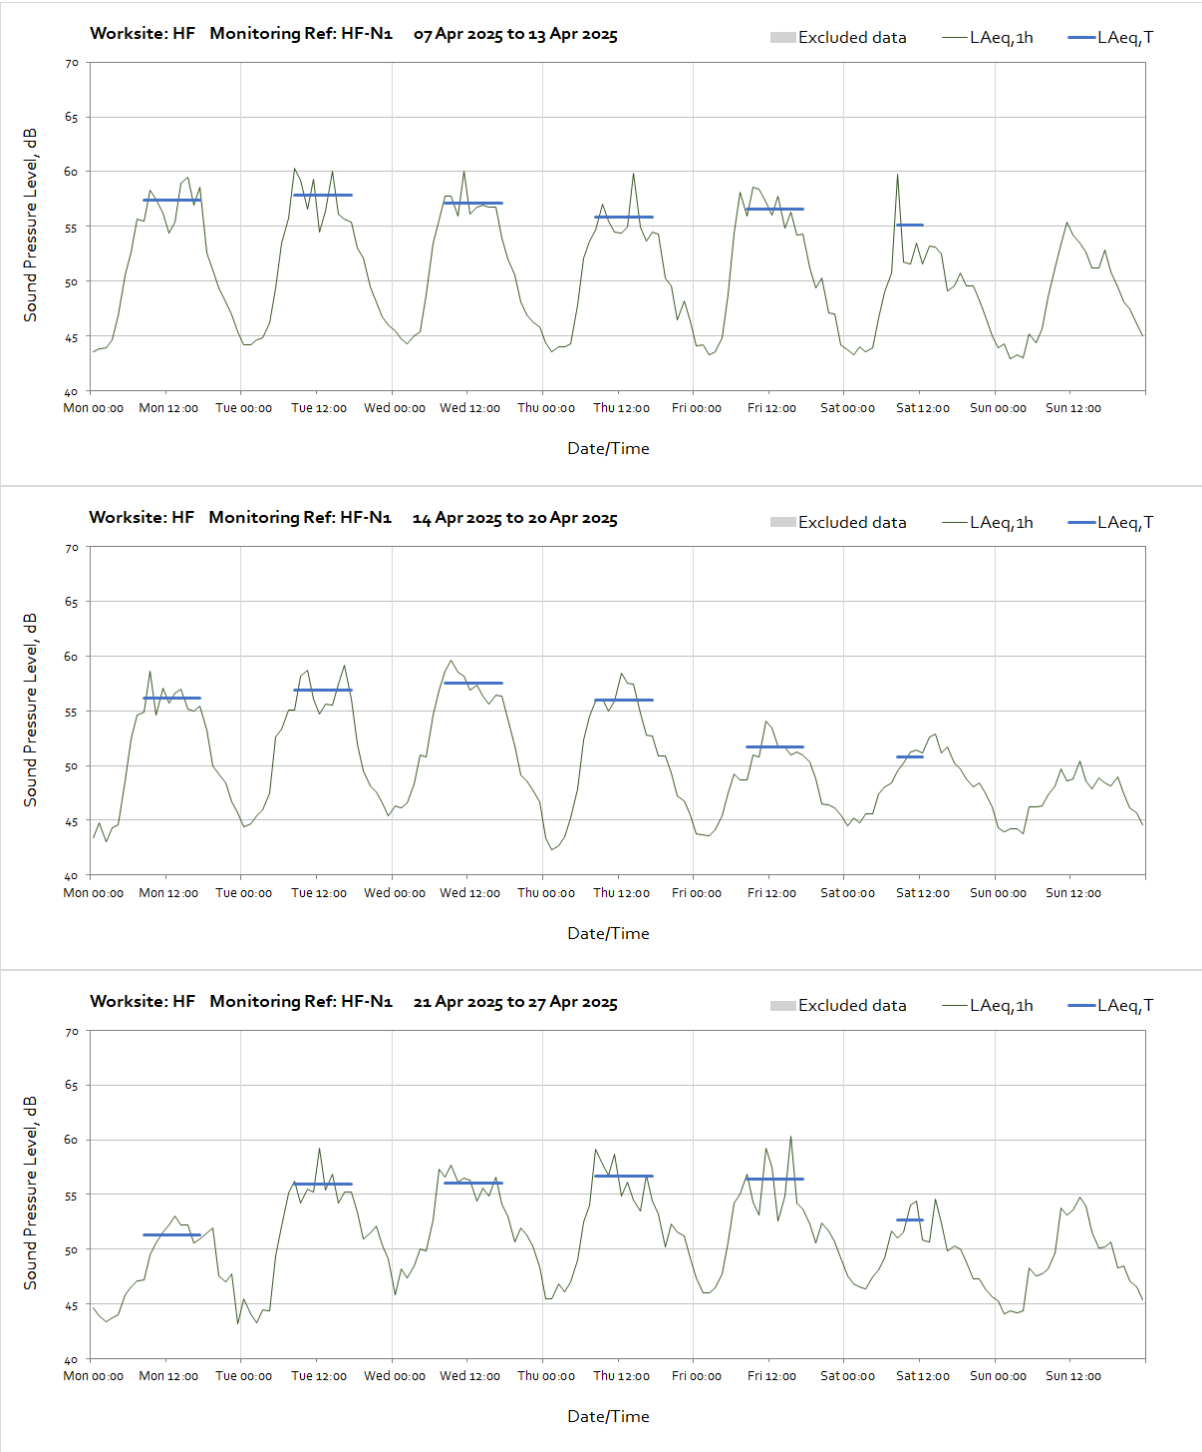 Worksite: HF Monitoring Ref: HF-N1 07 Apr 2025 to 13 Apr 2025
Excluded data LAeq,1h LAeq,T
70
65
60
55
50
45
40
Sound Pressure Level, dB
Mon 00:00 Mon 12:00 Tue 00:00 Tue 12:00 Wed 00:00 Wed 12:00 Thu 00:00 Thu 12:00 Fri 00:00 Fri 12:00 Sat 00:00 Sat 12:00 Sun 00:00 Sun 12:00
Date/Time
Worksite: HF Monitoring Ref: HF-N1 14 Apr 2025 to 20 Apr 2025
Excluded data LAeq,1h LAeq,T
70
65
60
55
50
45
40
Sound Pressure Level, dB
Mon 00:00 Mon 12:00 Tue 00:00 Tue 12:00 Wed 00:00 Wed 12:00 Thu 00:00 Thu 12:00 Fri 00:00 Fri 12:00 Sat 00:00 Sat 12:00 Sun 00:00 Sun 12:00
Date/Time
Worksite: HF Monitoring Ref: HF-N1 21 Apr 2025 to 27 Apr 2025
Excluded data LAeq,1h LAeq,T
70
65
60
55
50
45
40
Sound Pressure Level, dB
Mon 00:00 Mon 12:00 Tue 00:00 Tue 12:00 Wed 00:00 Wed 12:00 Thu 00:00 Thu 12:00 Fri 00:00 Fri 12:00 Sat 00:00 Sat 12:00 Sun 00:00 Sun 12:00
Date/Time